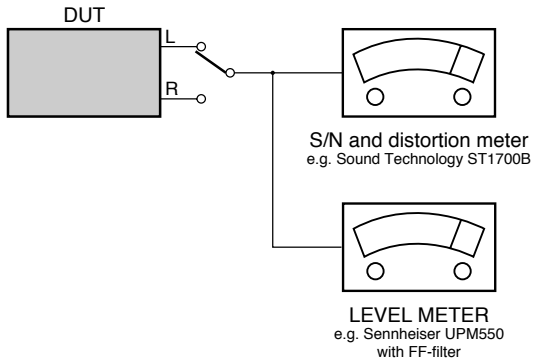 DUT
L
R
S/N and distortion meter
e.g. Sound Technology ST1700B
LEVEL METER
e.g. Sennheiser UPM550
with FF-filter